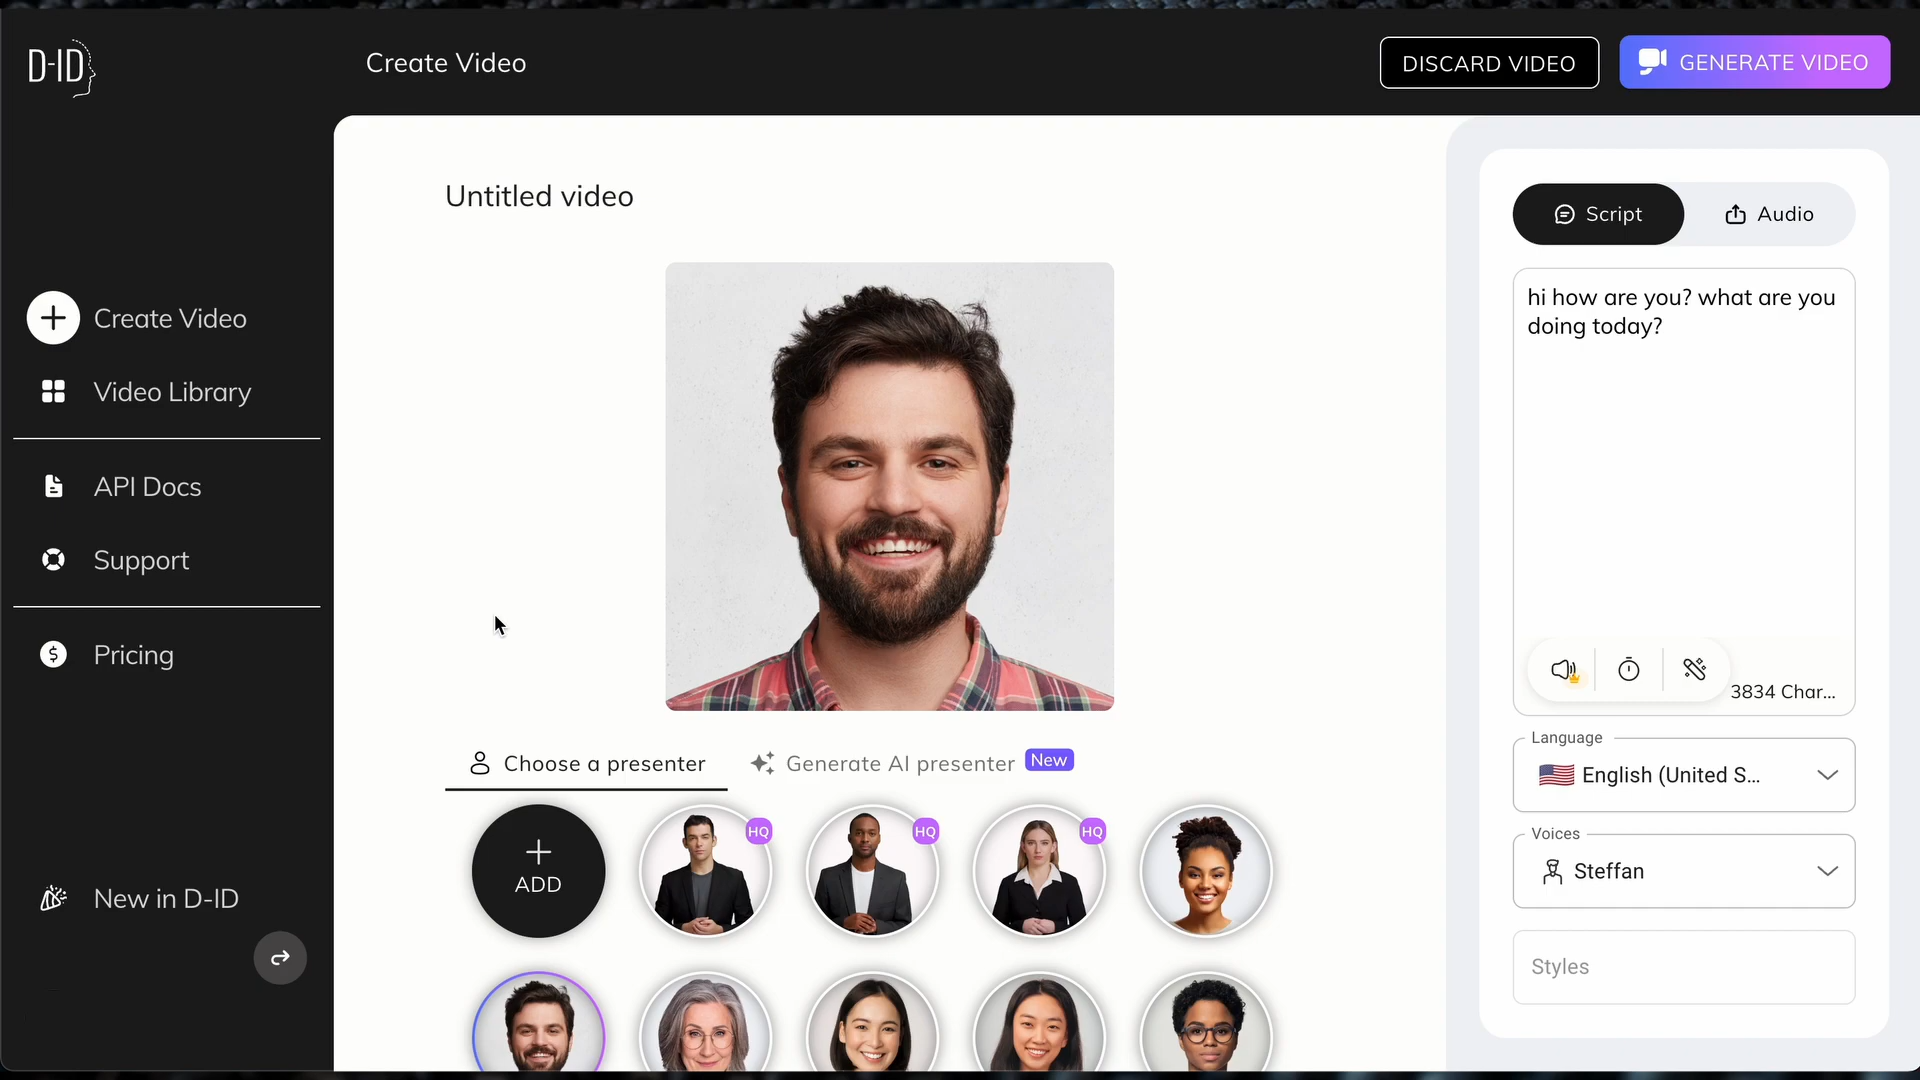 D-ID
Create Video
DISCARD VIDEO
GENERATE VIDEO
Create Video
Video Library
API Docs
Support
Pricing
New in D-ID
Untitled video
Choose a presenter
Generate AI presenter New
ADD
HQ
HQ
HQ
Script
Audio
hi how are you? what are you
doing today?
3834 Char...
Language
English (United S...
Voices
Steffan
Styles